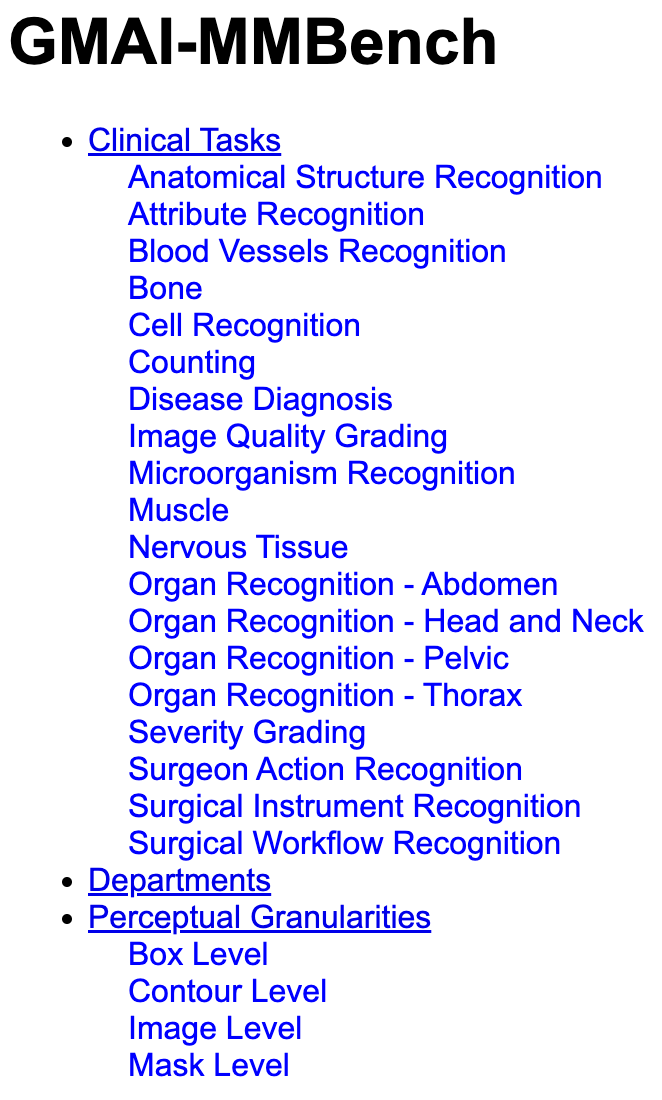 GMAI-MMBench
• Clinical Tasks
Anatomical Structure Recognition
Attribute Recognition
Blood Vessels Recognition
Bone
Cell Recognition
Counting
Disease Diagnosis
Image Quality Grading
Microorganism Recognition
Muscle
Nervous Tissue
Organ Recognition - Abdomen
Organ Recognition - Head and Neck
Organ Recognition - Pelvic
Organ Recognition - Thorax
Severity Grading
Surgeon Action Recognition
Surgical Instrument Recognition
Surgical Workflow Recognition
• Departments
• Perceptual Granularities
Box Level
Contour Level
Image Level
Mask Level